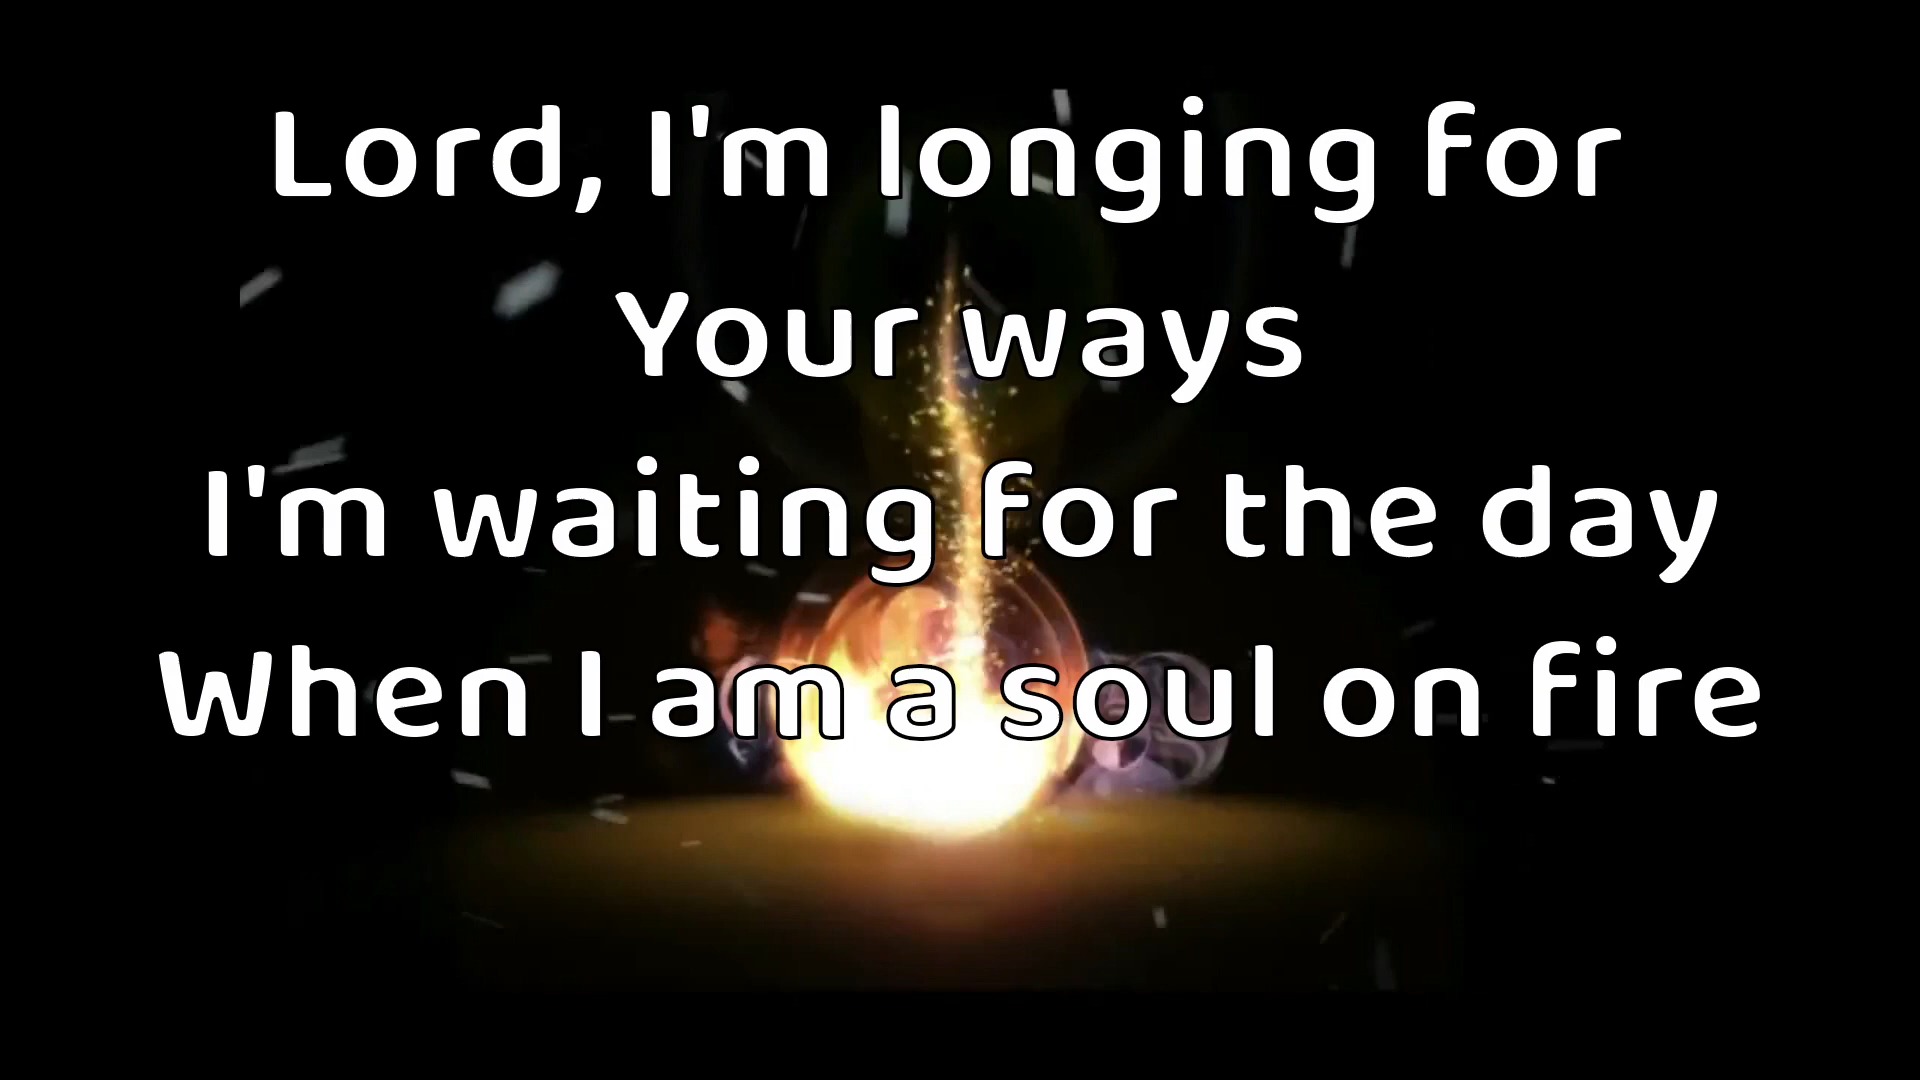 Lord, I'm longing for
Your ways
I'm waiting for the day
When I am a soul on fire